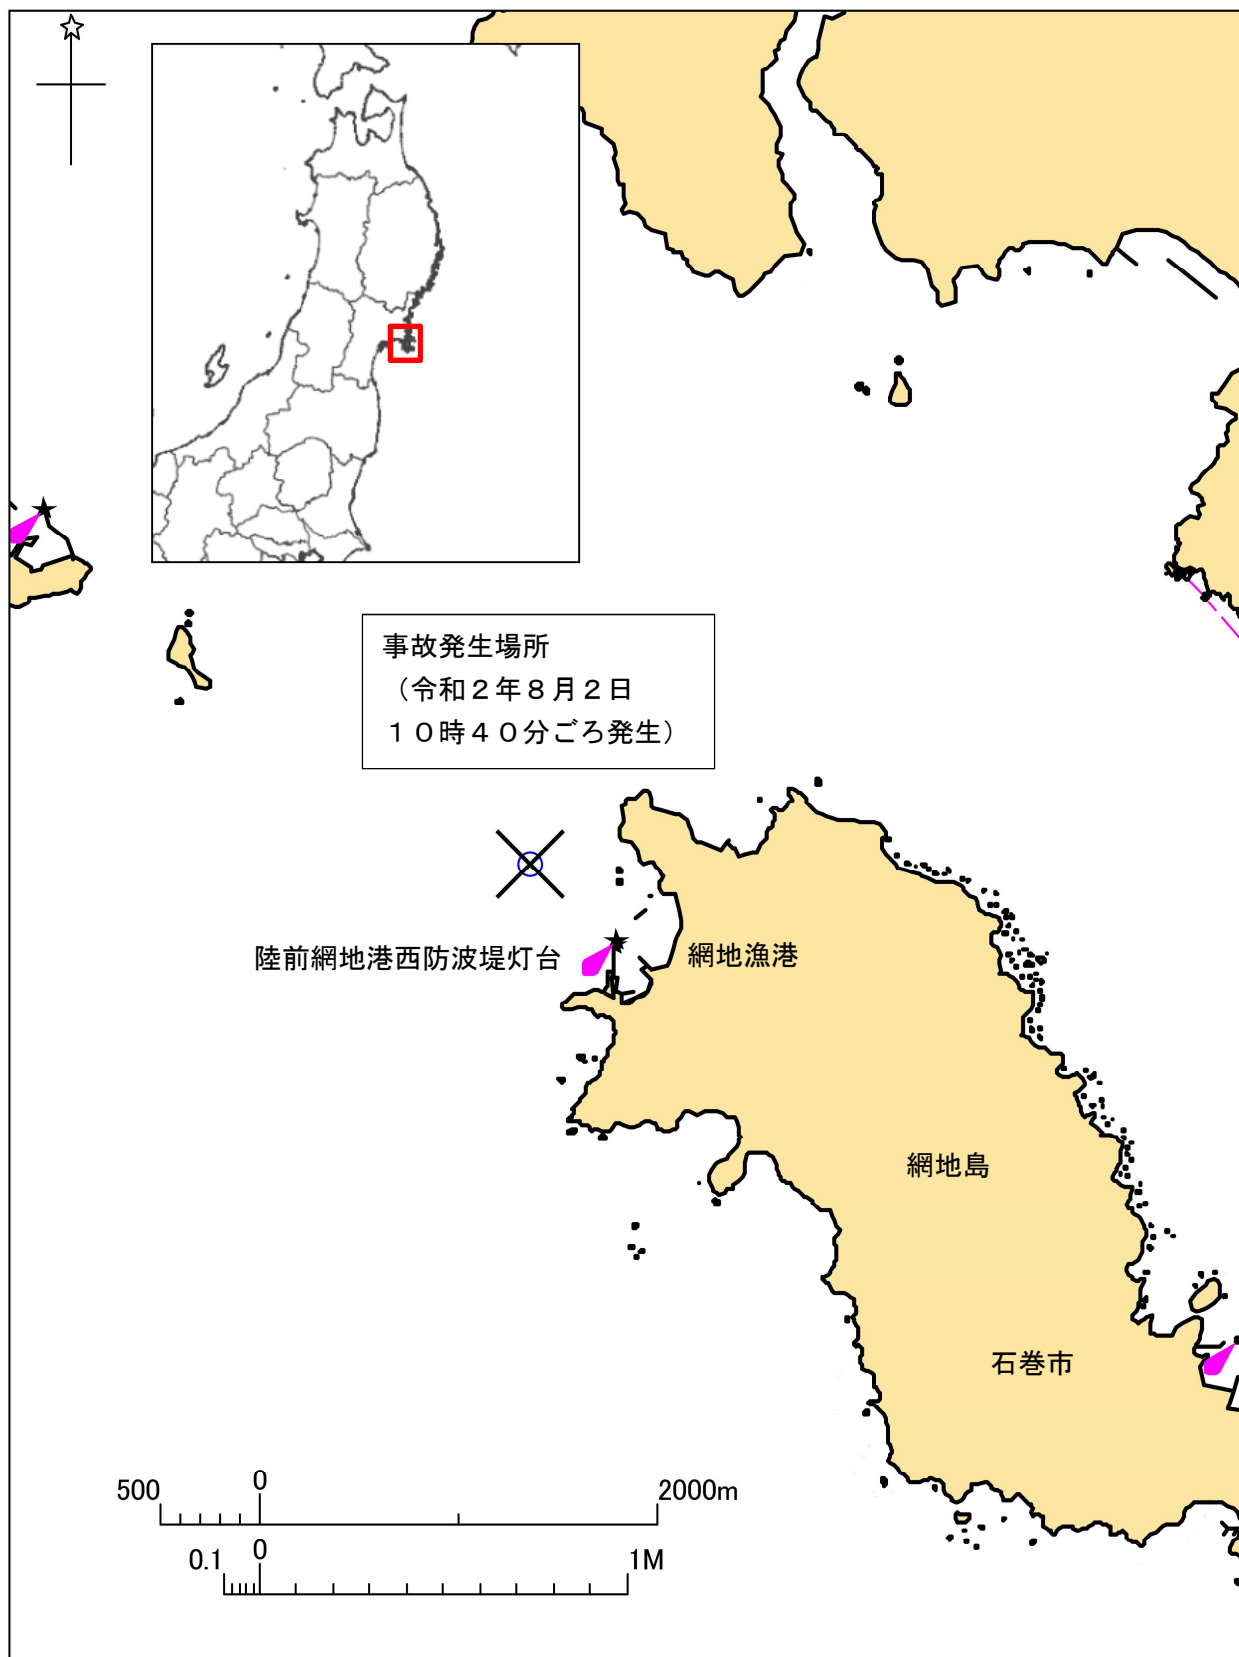 事故発生場所
（令和２年８月２日
１０時４０分ごろ発生）
陸前網地港西防波堤灯台
網地漁港
網地島
石巻市
500 0 2000m
0.1 0 1M